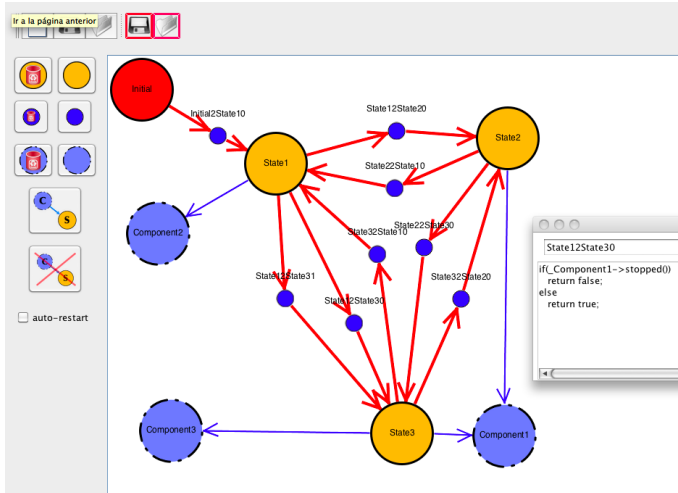 Ir a la página anterior
Initial
Initial2State10
State12State20
State2
State1
State22State10
Component2
State32State10
State22State30
State12State31
State32State20
State12State30
auto-restart
Component3
State3
Component1
C
S
C
S
State12State30
if(_Component1->stopped())
return false;
else
return true;